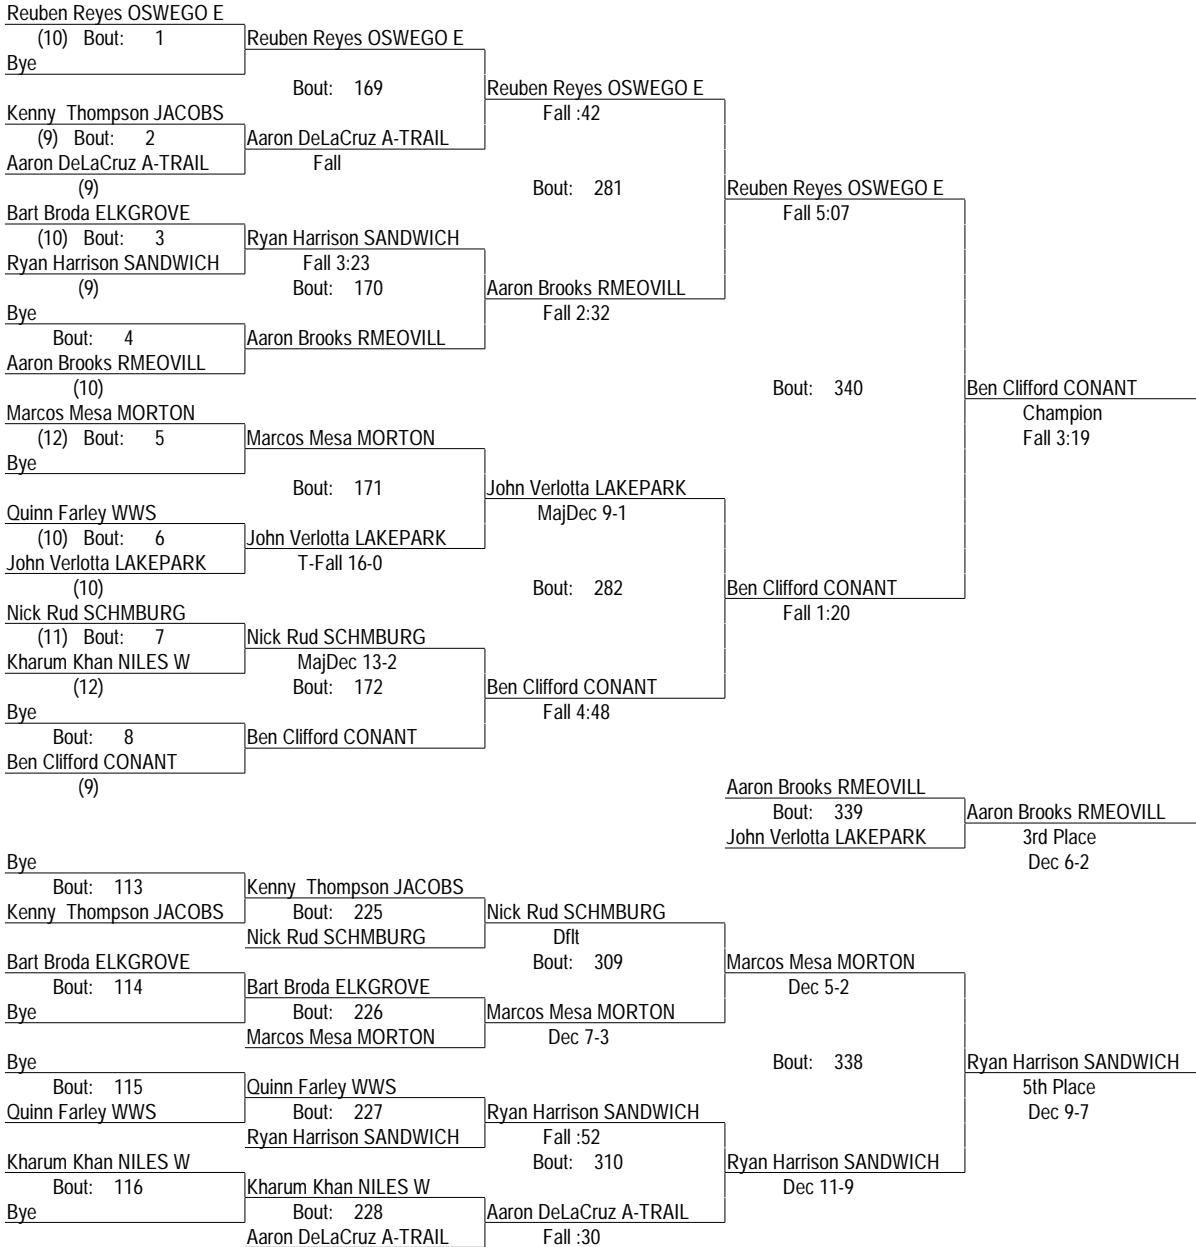 Reuben Reyes OSWEGO E
(10) Bout: 1 Reuben Reyes OSWEGO E
Bye
Bout: 169 Reuben Reyes OSWEGO E
Kenny Thompson JACOBS Fall :42
(9) Bout: 2 Aaron DeLaCruz A-TRAIL
Aaron DeLaCruz A-TRAIL Fall
(9) Bout: 281 Reuben Reyes OSWEGO E
Bart Broda ELKGROVE Fall 5:07
(10) Bout: 3 Ryan Harrison SANDWICH
Ryan Harrison SANDWICH Fall 3:23
(9) Bout: 170 Aaron Brooks RMEOVILL
Bye Fall 2:32
Bout: 4 Aaron Brooks RMEOVILL
Aaron Brooks RMEOVILL
(10) Bout: 340 Ben Clifford CONANT
Marcos Mesa MORTON Champion
(12) Bout: 5 Marcos Mesa MORTON Fall 3:19
Bye
Bout: 171 John Verlotta LAKEPARK
Quinn Farley WWS MajDec 9-1
(10) Bout: 6 John Verlotta LAKEPARK
John Verlotta LAKEPARK T-Fall 16-0
(10) Bout: 282 Ben Clifford CONANT
Nick Rud SCHMBURG Fall 1:20
(11) Bout: 7 Nick Rud SCHMBURG
Kharum Khan NILES W MajDec 13-2
(12) Bout: 172 Ben Clifford CONANT
Bye Fall 4:48
Bout: 8 Ben Clifford CONANT
Ben Clifford CONANT
(9) Aaron Brooks RMEOVILL
Bout: 339 Aaron Brooks RMEOVILL
John Verlotta LAKEPARK 3rd Place
Bye Dec 6-2
Bout: 113 Kenny Thompson JACOBS
Kenny Thompson JACOBS Bout: 225 Nick Rud SCHMBURG
Nick Rud SCHMBURG Dflt
Bart Broda ELKGROVE Bout: 309 Marcos Mesa MORTON
Bout: 114 Bart Broda ELKGROVE Dec 5-2
Bye Bout: 226 Marcos Mesa MORTON
Marcos Mesa MORTON Dec 7-3
Bye Bout: 338 Ryan Harrison SANDWICH
Bout: 115 Quinn Farley WWS 5th Place
Quinn Farley WWS Bout: 227 Ryan Harrison SANDWICH Dec 9-7
Ryan Harrison SANDWICH Fall :52
Kharum Khan NILES W Bout: 310 Ryan Harrison SANDWICH
Bout: 116 Kharum Khan NILES W Dec 11-9
Bye Bout: 228 Aaron DeLaCruz A-TRAIL
Aaron DeLaCruz A-TRAIL Fall :30